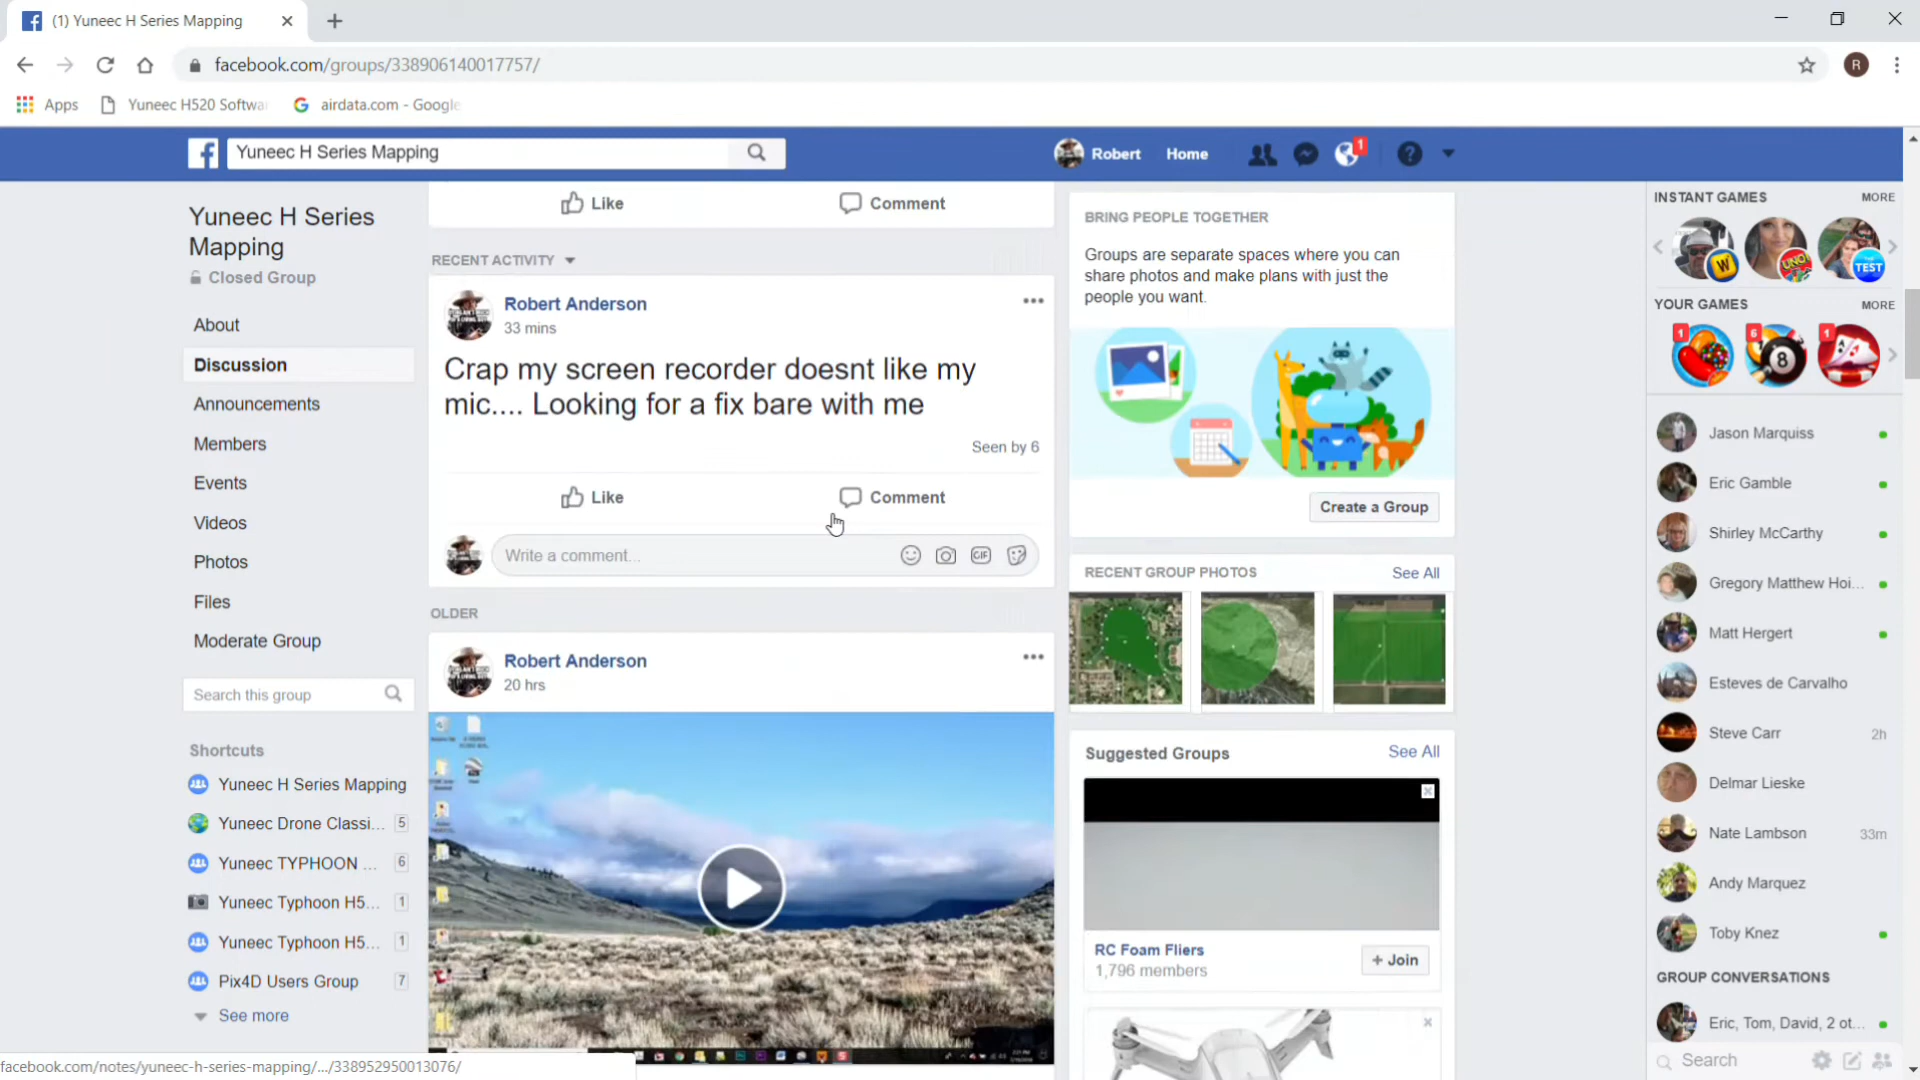 (1) Yuneec H Series Mapping
facebook.com/groups/338906140017757/
Apps
Yuneec H520 Softwa
airdata.com - Google
Yuneec H Series Mapping
Robert
Home
1
Yuneec H Series
Mapping
Closed Group
About
Discussion
Announcements
Members
Events
Videos
Photos
Files
Moderate Group
Search this group
Shortcuts
Yuneec H Series Mapping
Yuneec Drone Classi... 5
Yuneec TYPHOON ... 6
Yuneec Typhoon H5... 1
Yuneec Typhoon H5... 1
Pix4D Users Group 7
See more
Like
Comment
RECENT ACTIVITY
Robert Anderson
33 mins
Crap my screen recorder doesnt like my
mic.... Looking for a fix bare with me
Seen by 6
Like
Comment
Write a comment...
GIF
OLDER
Robert Anderson
20 hrs
BRING PEOPLE TOGETHER
Groups are separate spaces where you can
share photos and make plans with just the
people you want.
Create a Group
RECENT GROUP PHOTOS
See All
Suggested Groups
See All
RC Foam Fliers
1,796 members
+ Join
INSTANT GAMES
MORE
W
UNO
TEST
YOUR GAMES
MORE
1
6
8
1
A
A
Jason Marquiss
Eric Gamble
Shirley McCarthy
Gregory Matthew Hoi...
Matt Hergert
Esteves de Carvalho
Steve Carr 2h
Delmar Lieske
Nate Lambson 33m
Andy Marquez
Toby Knez
GROUP CONVERSATIONS
Eric, Tom, David, 2 ot...
Search
facebook.com/notes/yuneec-h-series-mapping/.../338952950013076/
R